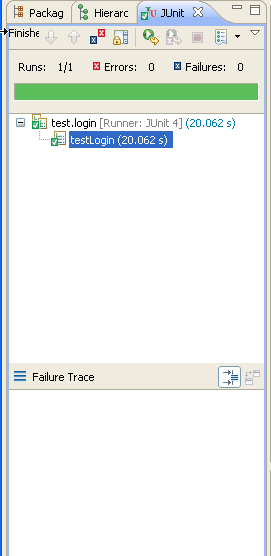 Packag Hierarc JUnit
Finishe
Runs: 1/1 Errors: 0 Failures: 0
test.login [Runner: JUnit 4] (20.062 s)
testLogin (20.062 s)
Failure Trace